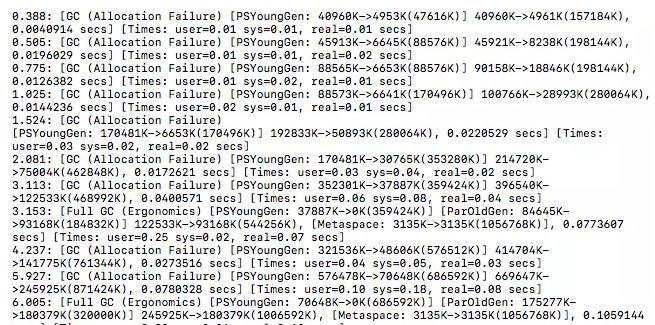 0.388: [GC (Allocation Failure) [PSYoungGen: 40960K->4953K(47616K)] 40960K->4961K(157184K),
0.0040914 secs] [Times: user=0.01 sys=0.01, real=0.01 secs]
0.505: [GC (Allocation Failure) [PSYoungGen: 45913K->6645K(88576K)] 45921K->8238K(198144K),
0.0196029 secs] [Times: user=0.01 sys=0.01, real=0.02 secs]
0.775: [GC (Allocation Failure) [PSYoungGen: 88565K->6653K(88576K)] 90158K->18846K(198144K),
0.0126382 secs] [Times: user=0.01 sys=0.02, real=0.01 secs]
1.025: [GC (Allocation Failure) [PSYoungGen: 88573K->6641K(170496K)] 100766K->28993K(280064K),
0.0144236 secs] [Times: user=0.02 sys=0.01, real=0.01 secs]
1.524: [GC (Allocation Failure)
[PSYoungGen: 170481K->6653K(170496K)] 192833K->50893K(280064K), 0.0220529 secs] [Times:
user=0.03 sys=0.02, real=0.02 secs]
2.081: [GC (Allocation Failure) [PSYoungGen: 170481K->30765K(353280K)] 214720K-
>75004K(462848K), 0.0172621 secs] [Times: user=0.03 sys=0.04, real=0.02 secs]
3.113: [GC (Allocation Failure) [PSYoungGen: 352301K->37887K(359424K)] 396540K-
>122533K(468992K), 0.0400571 secs] [Times: user=0.06 sys=0.08, real=0.04 secs]
3.153: [Full GC (Ergonomics) [PSYoungGen: 37887K->0K(359424K)] [ParOldGen: 84645K-
>93168K(184832K)] 122533K->93168K(544256K), [Metaspace: 3135K->3135K(1056768K)], 0.0773607
secs] [Times: user=0.25 sys=0.02, real=0.07 secs]
4.237: [GC (Allocation Failure) [PSYoungGen: 321536K->48606K(576512K)] 414704K-
>141775K(761344K), 0.0273516 secs] [Times: user=0.04 sys=0.05, real=0.03 secs]
5.927: [GC (Allocation Failure) [PSYoungGen: 576478K->70648K(686592K)] 669647K-
>245925K(871424K), 0.0780328 secs] [Times: user=0.10 sys=0.18, real=0.08 secs]
6.005: [Full GC (Ergonomics) [PSYoungGen: 70648K->0K(686592K)] [ParOldGen: 175277K-
>180379K(320000K)] 245925K->180379K(1006592K), [Metaspace: 3135K->3135K(1056768K)], 0.1059144